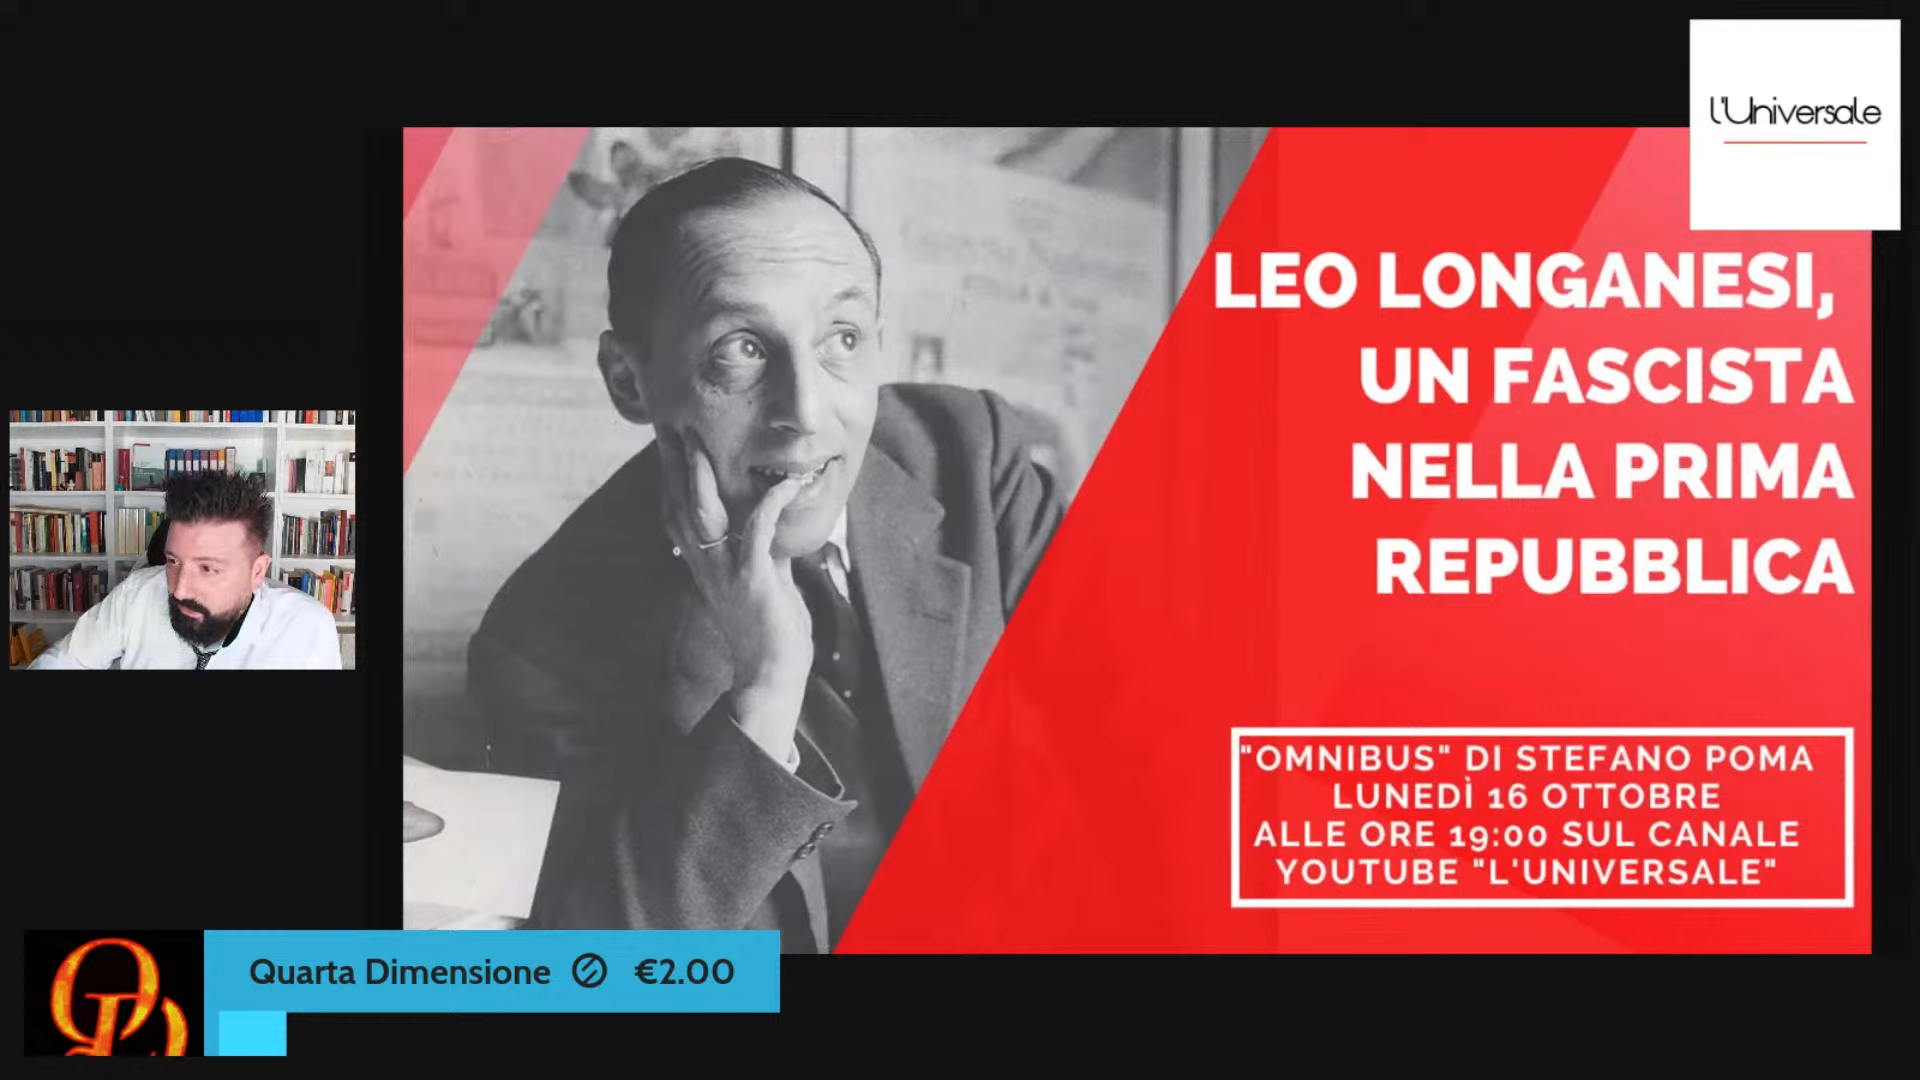 l'Universale
LEO LONGANESI,
UN FASCISTA
NELLA PRIMA
REPUBBLICA
"OMNIBUS" DI STEFANO POMA
LUNEDÌ 16 OTTOBRE
ALLE ORE 19:00 SUL CANALE
YOUTUBE "L'UNIVERSALE"
Quarta Dimensione €2.00